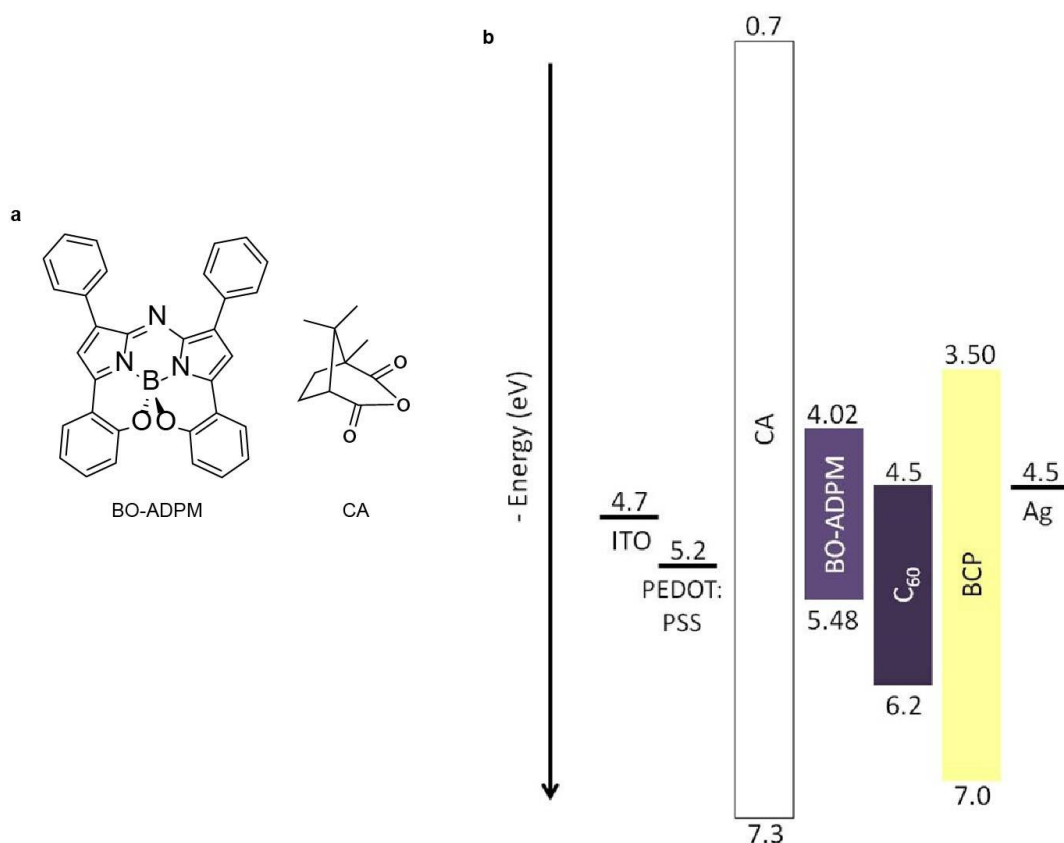 a
N
N
N
B
O
O
BO-ADPM
O
O
O
CA
b
- Energy (eV)
4.7
ITO
5.2
PEDOT:
PSS
0.7
CA
7.3
4.02
BO-ADPM
5.48
4.5
C₆₀
6.2
3.50
BCP
7.0
4.5
Ag